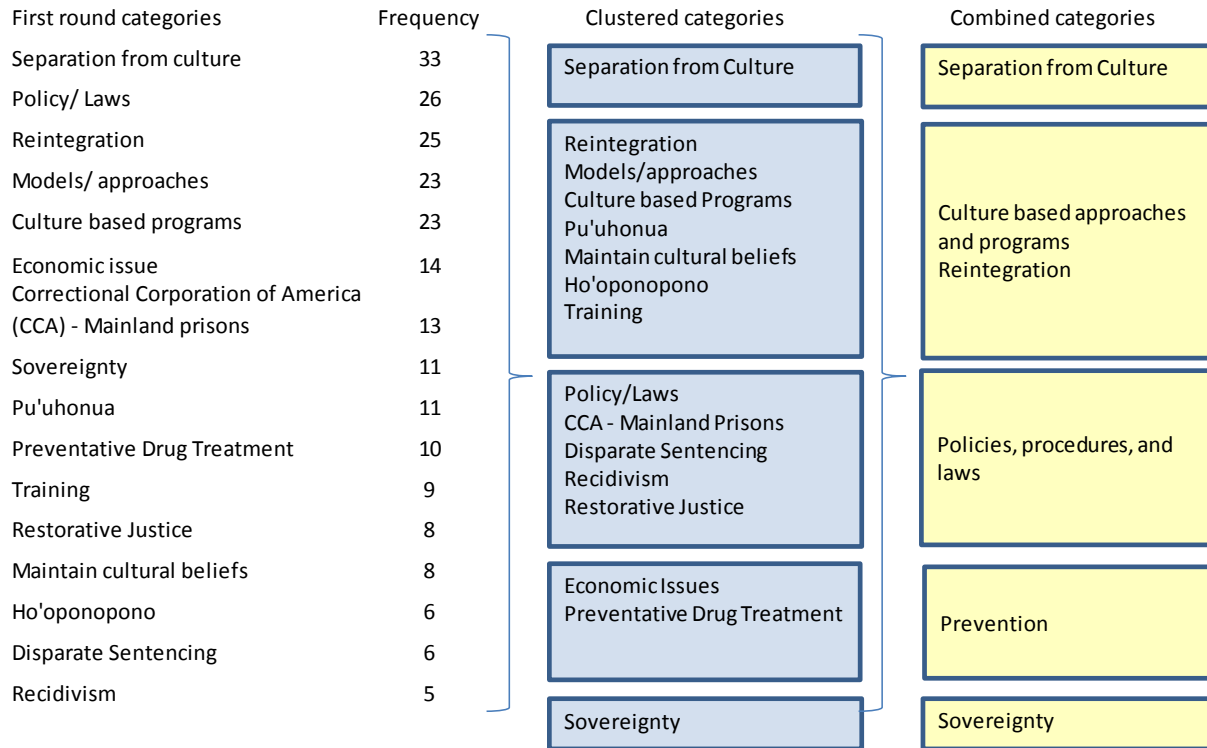 First round categories Frequency Clustered categories Combined categories
Separation from culture 33
Policy/ Laws 26
Reintegration 25
Models/ approaches 23
Culture based programs 23
Economic issue 14
Correctional Corporation of America
(CCA) - Mainland prisons 13
Sovereignty 11
Pu'uhonua 11
Preventative Drug Treatment 10
Training 9
Restorative Justice 8
Maintain cultural beliefs 8
Ho'oponopono 6
Disparate Sentencing 6
Recidivism 5
Separation from Culture
Reintegration
Models/approaches
Culture based Programs
Pu'uhonua
Maintain cultural beliefs
Ho'oponopono
Training
Policy/Laws
CCA - Mainland Prisons
Disparate Sentencing
Recidivism
Restorative Justice
Economic Issues
Preventative Drug Treatment
Sovereignty
Separation from Culture
Culture based approaches
and programs
Reintegration
Policies, procedures, and
laws
Prevention
Sovereignty